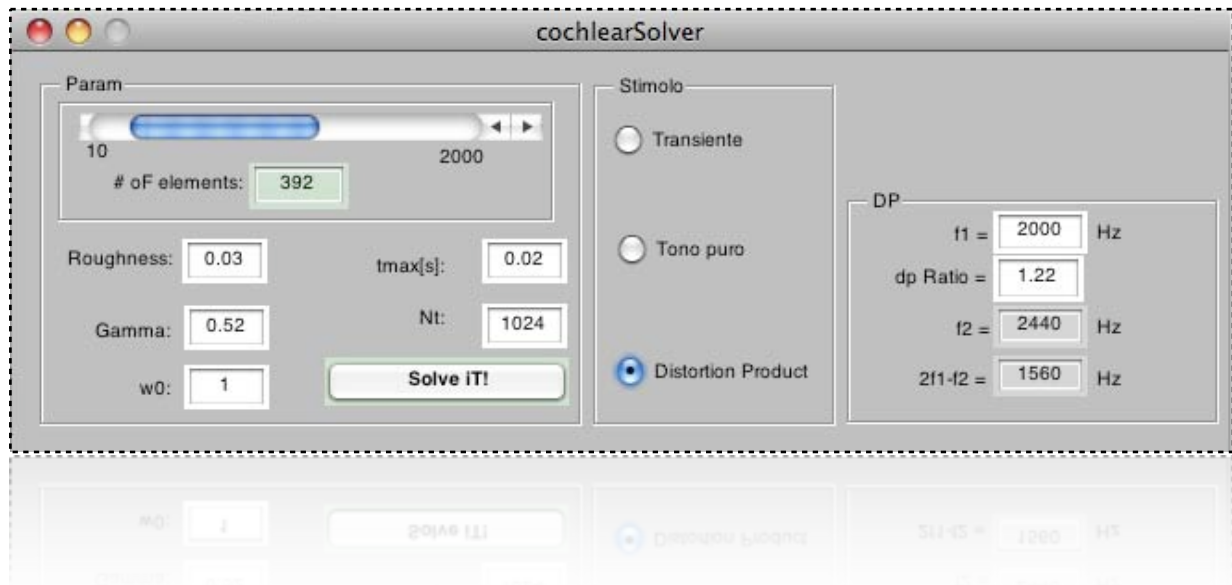 cochlearSolver
Param
10 2000
# oF elements: 392
Roughness: 0.03 tmax[s]: 0.02
Gamma: 0.52 Nt: 1024
w0: 1 Solve iT!
Stimolo
Transiente
Tono puro
Distortion Product
DP
f1 = 2000 Hz
dp Ratio = 1.22
f2 = 2440 Hz
2f1-f2 = 1560 Hz